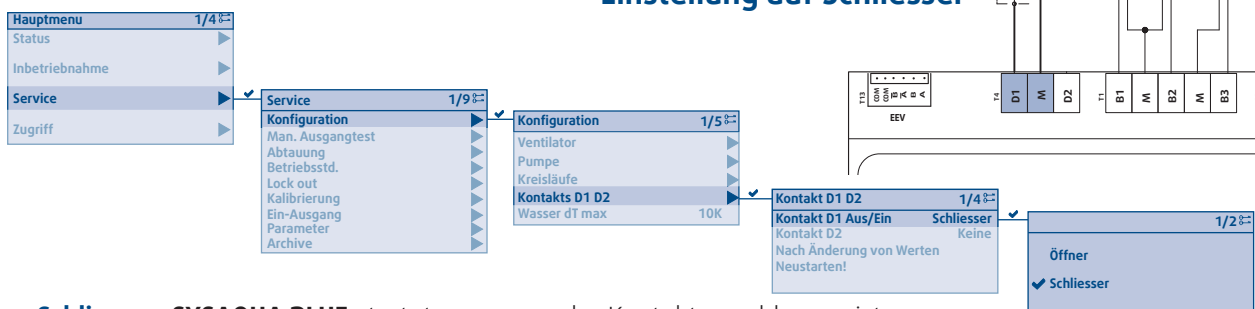 Hauptmenu 1/4
Status
Inbetriebnahme
Service
Zugriff
Service 1/9
Konfiguration
Man. Ausgangtest
Abtauung
Betriebsstd.
Lock out
Kalibrierung
Ein-Ausgang
Parameter
Archive
Konfiguration 1/5
Ventilator
Pumpe
Kreisläufe
Kontakts D1 D2
Wasser dT max 10K
Kontakt D1 D2 1/4
Kontakt D1 Aus/Ein Schliesser
Kontakt D2 Keine
Nach Änderung von Werten
Neustarten!
1/2
Öffner
Schliesser
T13
COM
COM
B
A
B
A
EEV
T4
D1
M
D2
T1
B1
M
B2
M
B3